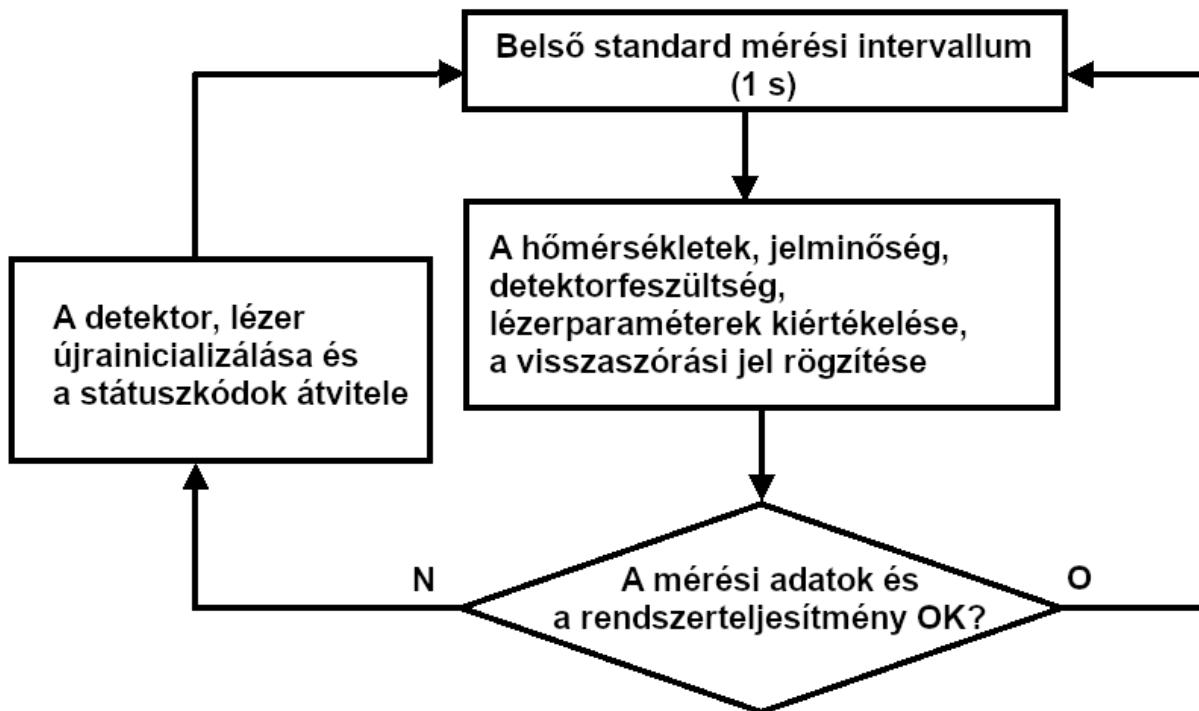 Belső standard mérési intervallum
(1 s)
A hőmérsékletek, jelminőség,
detektorfeszültség,
lézerparaméterek kiértékelése,
a visszaszórási jel rögzítése
A detektor, lézer
újrainicializálása és
a státuszkódok átvitele
N
A mérési adatok és
a rendszerteljesítmény OK?
O